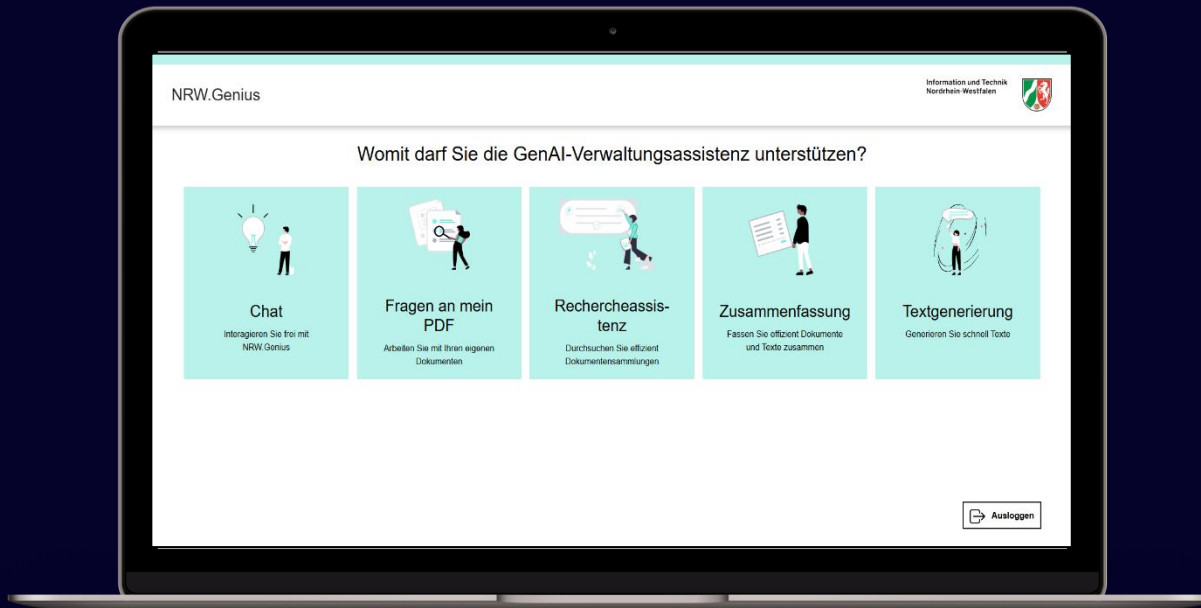 NRW.Genius
Information und Technik
Nordrhein-Westfalen
Womit darf Sie die GenAI-Verwaltungsassistenz unterstützen?
Chat
Interagieren Sie frei mit
NRW.Genius
Fragen an mein
PDF
Arbeiten Sie mit Ihren eigenen
Dokumenten
Rechercheassis-
tenz
Durchsuchen Sie effizient
Dokumentensammlungen
Zusammenfassung
Fassen Sie effizient Dokumente
und Texte zusammen
Textgenerierung
Generieren Sie schnell Texte
Ausloggen